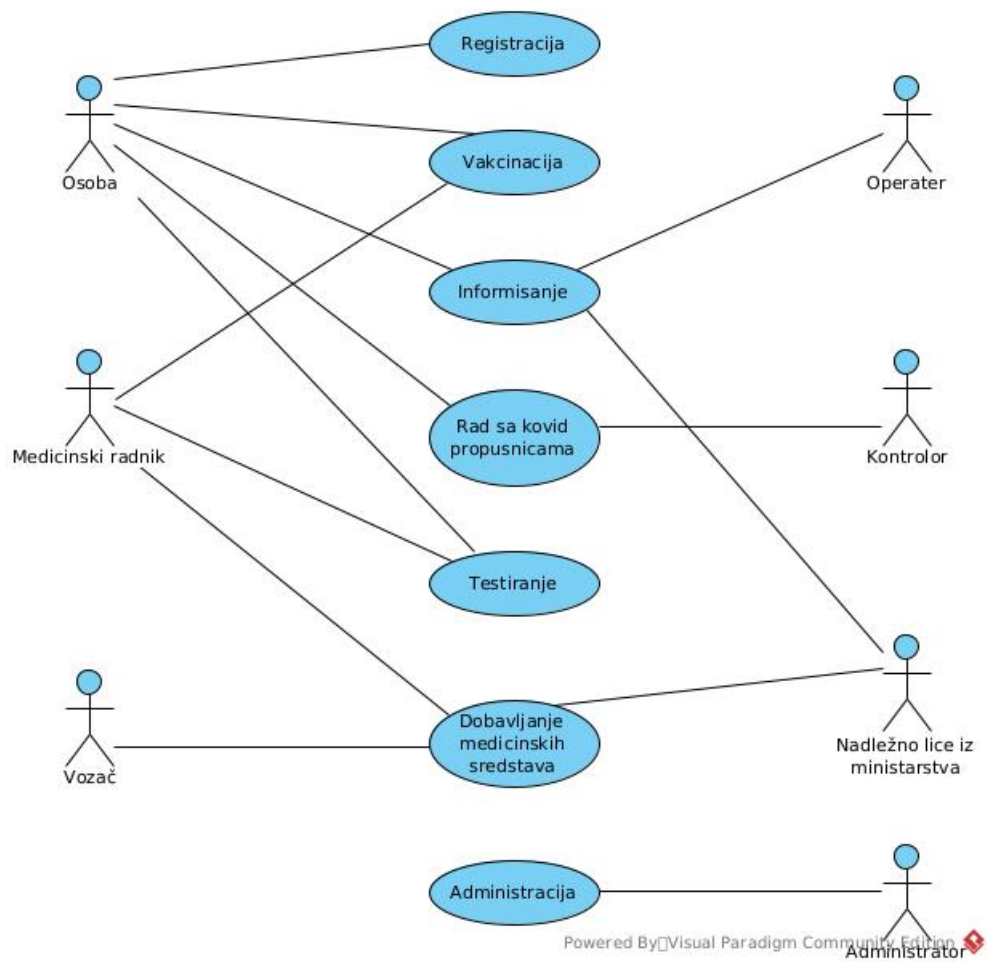 Registracija
Osoba
Vakcinacija
Operater
Informisanje
Medicinski radnik
Rad sa kovid
propusnicama
Kontrolor
Testiranje
Vozač
Dobavljanje
medicinskih
sredstava
Nadležno lice iz
ministarstva
Administracija
Powered By Visual Paradigm Community Edition
Administrator